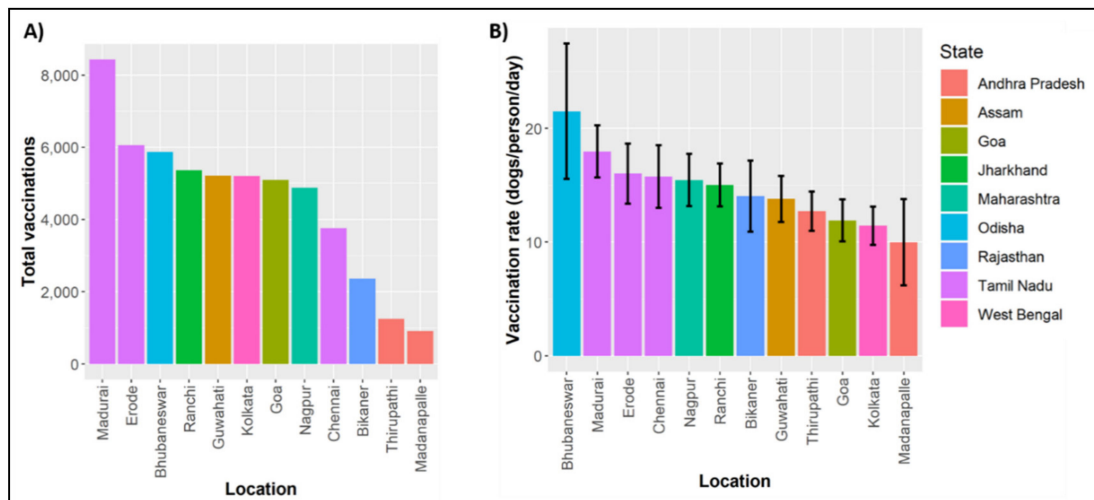 A)
Total vaccinations
8,000
6,000
4,000
2,000
0
Madurai
Erode
Bhubaneswar
Ranchi
Guwahati
Kolkata
Goa
Nagpur
Chennai
Bikaner
Thirupathi
Madanapalle
Location
B)
Vaccination rate (dogs/person/day)
20
10
0
Bhubaneswar
Madurai
Erode
Chennai
Nagpur
Ranchi
Bikaner
Guwahati
Thirupathi
Goa
Kolkata
Madanapalle
Location
State
Andhra Pradesh
Assam
Goa
Jharkhand
Maharashtra
Odisha
Rajasthan
Tamil Nadu
West Bengal